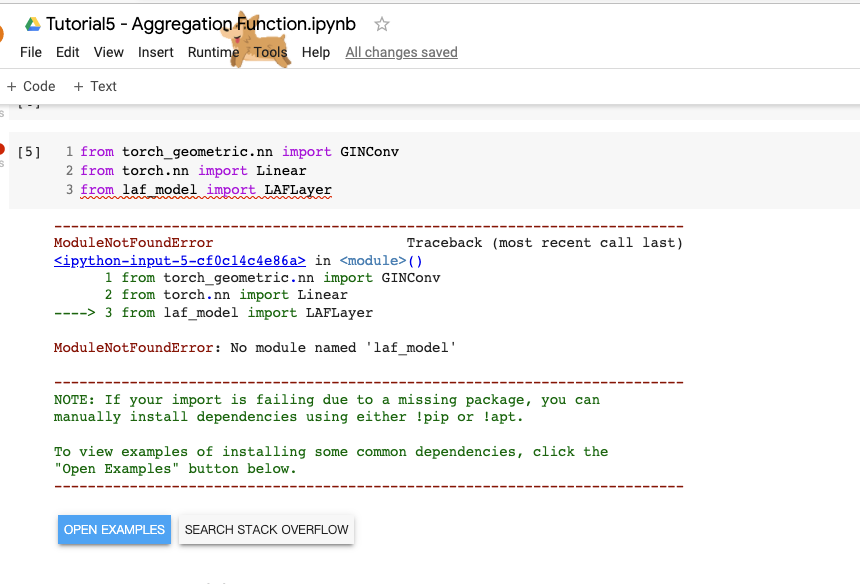 Tutorial5 - Aggregation Function.ipynb
File Edit View Insert Runtime Tools Help All changes saved
+ Code + Text
[5] 1 from torch_geometric.nn import GINConv
2 from torch.nn import Linear
3 from laf_model import LAFLayer
---------------------------------------------------------------------------
ModuleNotFoundError Traceback (most recent call last)
<ipython-input-5-cf0c14c4e86a> in <module>()
1 from torch_geometric.nn import GINConv
2 from torch.nn import Linear
----> 3 from laf_model import LAFLayer
ModuleNotFoundError: No module named 'laf_model'
---------------------------------------------------------------------------
NOTE: If your import is failing due to a missing package, you can
manually install dependencies using either !pip or !apt.
To view examples of installing some common dependencies, click the
"Open Examples" button below.
---------------------------------------------------------------------------
OPEN EXAMPLES SEARCH STACK OVERFLOW